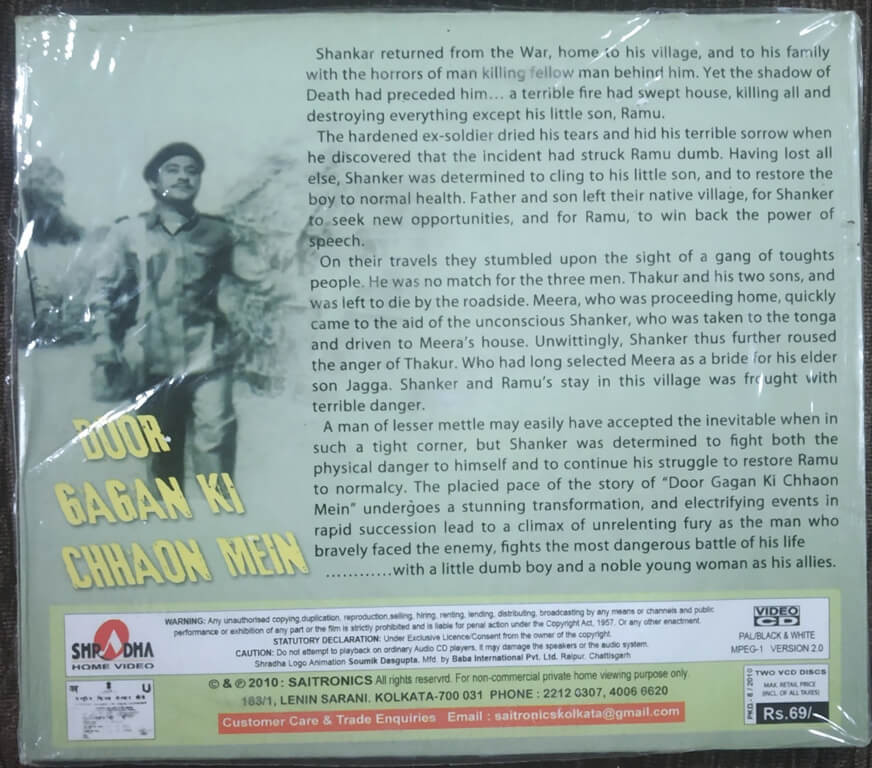 Shankar returned from the War, home to his village, and to his family
with the horrors of man killing fellow man behind him. Yet the shadow of
Death had preceded him... a terrible fire had swept house, killing all and
destroying everything except his little son, Ramu.
The hardened ex-soldier dried his tears and hid his terrible sorrow when
he discovered that the incident had struck Ramu dumb. Having lost all
else, Shanker was determined to cling to his little son, and to restore the
boy to normal health. Father and son left their native village, for Shanker
to seek new opportunities, and for Ramu, to win back the power of
speech.
On their travels they stumbled upon the sight of a gang of toughts
people. He was no match for the three men. Thakur and his two sons, and
was left to die by the roadside. Meera, who was proceeding home, quickly
came to the aid of the unconscious Shanker, who was taken to the tonga
and driven to Meera's house. Unwittingly, Shanker thus further roused
the anger of Thakur. Who had long selected Meera as a bride for his elder
son Jagga. Shanker and Ramu's stay in this village was frought with
terrible danger.
A man of lesser mettle may easily have accepted the inevitable when in
such a tight corner, but Shanker was determined to fight both the
physical danger to himself and to continue his struggle to restore Ramu
to normalcy. The placied pace of the story of "Door Gagan Ki Chhaon
Mein" undergoes a stunning transformation, and electrifying events in
rapid succession lead to a climax of unrelenting fury as the man who
bravely faced the enemy, fights the most dangerous battle of his life
............with a little dumb boy and a noble young woman as his allies.
DOOR
GAGAN KI
CHHAON MEIN
SHRADHA
HOME VIDEO
WARNING: Any unauthorised copying,duplication, reproduction,selling, hiring, renting, lending, distributing, broadcasting by any means or channels and public
performance or exhibition of any part or the film is strictly prohibited and is liable for penal action under the Copyright Act, 1957. Or any other enactment.
STATUTORY DECLARATION: Under Exclusive Licence/Consent from the owner of the copyright.
CAUTION: Do not attempt to playback on ordinary Audio CD players, it may damage the speakers or the audio system.
Shradha Logo Animation Soumik Dasgupta. Mfd. by Baba International Pvt. Ltd. Raipur, Chattisgarh
VIDEO
CD
PAL/BLACK & WHITE
MPEG-1 VERSION 2.0
© & ℗ 2010 : SAITRONICS All rights reservrd. For non-commercial private home viewing purpose only.
163/1, LENIN SARANI. KOLKATA-700 031 PHONE : 2212 0307, 4006 6620
Customer Care & Trade Enquiries Email : saitronicskolkata@gmail.com
U
PKD.- 8 / 2010
TWO VCD DISCS
MAX. RETAIL PRICE
(INCL. OF ALL TAXES)
Rs.69/-